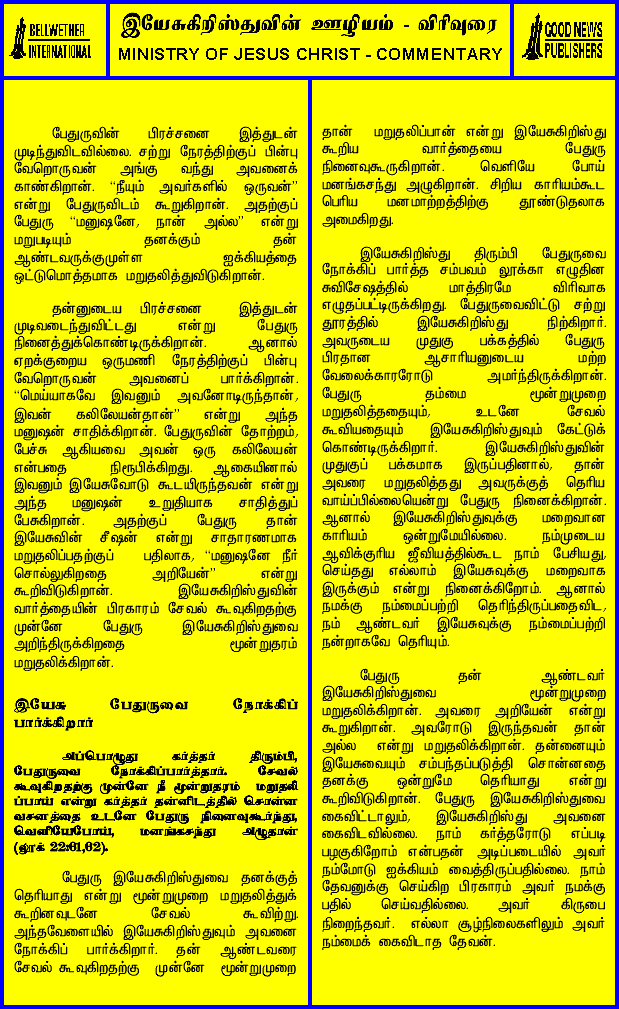 BELLWETHER
INTERNATIONAL
இயேசுகிறிஸ்துவின் ஊழியம் - விரிவுரை
MINISTRY OF JESUS CHRIST - COMMENTARY
GOOD NEWS
PUBLISHERS
பேதுருவின் பிரச்சனை இத்துடன்
முடிந்துவிடவில்லை. சற்று நேரத்திற்குப் பின்பு
வேறொருவன் அங்கு வந்து அவனைக்
காண்கிறான். “நீயும் அவர்களில் ஒருவன்”
என்று பேதுருவிடம் கூறுகிறான். அதற்குப்
பேதுரு “மனுஷனே, நான் அல்ல” என்று
மறுபடியும் தனக்கும் தன்
ஆண்டவருக்குமுள்ள ஐக்கியத்தை
ஒட்டுமொத்தமாக மறுதலித்துவிடுகிறான்.
தன்னுடைய பிரச்சனை இத்துடன்
முடிவடைந்துவிட்டது என்று பேதுரு
நினைத்துக்கொண்டிருக்கிறான். ஆனால்
ஏறக்குறைய ஒருமணி நேரத்திற்குப் பின்பு
வேறொருவன் அவனைப் பார்க்கிறான்.
“மெய்யாகவே இவனும் அவனோடிருந்தான்,
இவன் கலிலேயன்தான்” என்று அந்த
மனுஷன் சாதிக்கிறான். பேதுருவின் தோற்றம்,
பேச்சு ஆகியவை அவன் ஒரு கலிலேயன்
என்பதை நிரூபிக்கிறது. ஆகையினால்
இவனும் இயேசுவோடு கூடயிருந்தவன் என்று
அந்த மனுஷன் உறுதியாக சாதித்துப்
பேசுகிறான். அதற்குப் பேதுரு தான்
இயேசுவின் சீஷன் என்று சாதாரணமாக
மறுதலிப்பதற்குப் பதிலாக, “மனுஷனே நீர்
சொல்லுகிறதை அறியேன்” என்று
கூறிவிடுகிறான். இயேசுகிறிஸ்துவின்
வார்த்தையின் பிரகாரம் சேவல் கூவுகிறதற்கு
முன்னே பேதுரு இயேசுகிறிஸ்துவை
அறிந்திருக்கிறதை மூன்றுதரம்
மறுதலிக்கிறான்.
இயேசு பேதுருவை நோக்கிப்
பார்க்கிறார்
அப்பொழுது கர்த்தர் திரும்பி,
பேதுருவை நோக்கிப்பார்த்தார். சேவல்
கூவுகிறதற்கு முன்னே நீ மூன்றுதரம் மறுதலி
ப்பாய் என்று கர்த்தர் தன்னிடத்தில் சொன்ன
வசனத்தை உடனே பேதுரு நினைவுகூர்ந்து,
வெளியேபோய், மனங்கசந்து அழுதான்
(லூக் 22:61,62).
பேதுரு இயேசுகிறிஸ்துவை தனக்குத்
தெரியாது என்று மூன்றுமுறை மறுதலித்துக்
கூறினவுடனே சேவல் கூவிற்று.
அந்தவேளையில் இயேசுகிறிஸ்துவும் அவனை
நோக்கிப் பார்க்கிறார். தன் ஆண்டவரை
சேவல் கூவுகிறதற்கு முன்னே மூன்றுமுறை
தான் மறுதலிப்பான் என்று இயேசுகிறிஸ்து
கூறிய வார்த்தையை பேதுரு
நினைவுகூருகிறான். வெளியே போய்
மனங்கசந்து அழுகிறான். சிறிய காரியம்கூட
பெரிய மனமாற்றத்திற்கு தூண்டுதலாக
அமைகிறது.
இயேசுகிறிஸ்து திரும்பி பேதுருவை
நோக்கிப் பார்த்த சம்பவம் லூக்கா எழுதின
சுவிசேஷத்தில் மாத்திரமே விரிவாக
எழுதப்பட்டிருக்கிறது. பேதுருவைவிட்டு சற்று
தூரத்தில் இயேசுகிறிஸ்து நிற்கிறார்.
அவருடைய முதுகு பக்கத்தில் பேதுரு
பிரதான ஆசாரியனுடைய மற்ற
வேலைக்காரரோடு அமர்ந்திருக்கிறான்.
பேதுரு தம்மை மூன்றுமுறை
மறுதலித்ததையும், உடனே சேவல்
கூவியதையும் இயேசுகிறிஸ்துவும் கேட்டுக்
கொண்டிருக்கிறார். இயேசுகிறிஸ்துவின்
முதுகுப் பக்கமாக இருப்பதினால், தான்
அவரை மறுதலித்தது அவருக்குத் தெரிய
வாய்ப்பில்லையென்று பேதுரு நினைக்கிறான்.
ஆனால் இயேசுகிறிஸ்துவுக்கு மறைவான
காரியம் ஒன்றுமேயில்லை. நம்முடைய
ஆவிக்குரிய ஜீவியத்தில்கூட நாம் பேசியது,
செய்தது எல்லாம் இயேசுவுக்கு மறைவாக
இருக்கும் என்று நினைக்கிறோம். ஆனால்
நமக்கு நம்மைப்பற்றி தெரிந்திருப்பதைவிட,
நம் ஆண்டவர் இயேசுவுக்கு நம்மைப்பற்றி
நன்றாகவே தெரியும்.
பேதுரு தன் ஆண்டவர்
இயேசுகிறிஸ்துவை மூன்றுமுறை
மறுதலிக்கிறான். அவரை அறியேன் என்று
கூறுகிறான். அவரோடு இருந்தவன் தான்
அல்ல என்று மறுதலிக்கிறான். தன்னையும்
இயேசுவையும் சம்பந்தப்படுத்தி சொன்னதை
தனக்கு ஒன்றுமே தெரியாது என்று
கூறிவிடுகிறான். பேதுரு இயேசுகிறிஸ்துவை
கைவிட்டாலும், இயேசுகிறிஸ்து அவனை
கைவிடவில்லை. நாம் கர்த்தரோடு எப்படி
பழகுகிறோம் என்பதன் அடிப்படையில் அவர்
நம்மோடு ஐக்கியம் வைத்திருப்பதில்லை. நாம்
தேவனுக்கு செய்கிற பிரகாரம் அவர் நமக்கு
பதில் செய்வதில்லை. அவர் கிருபை
நிறைந்தவர். எல்லா சூழ்நிலைகளிலும் அவர்
நம்மைக் கைவிடாத தேவன்.